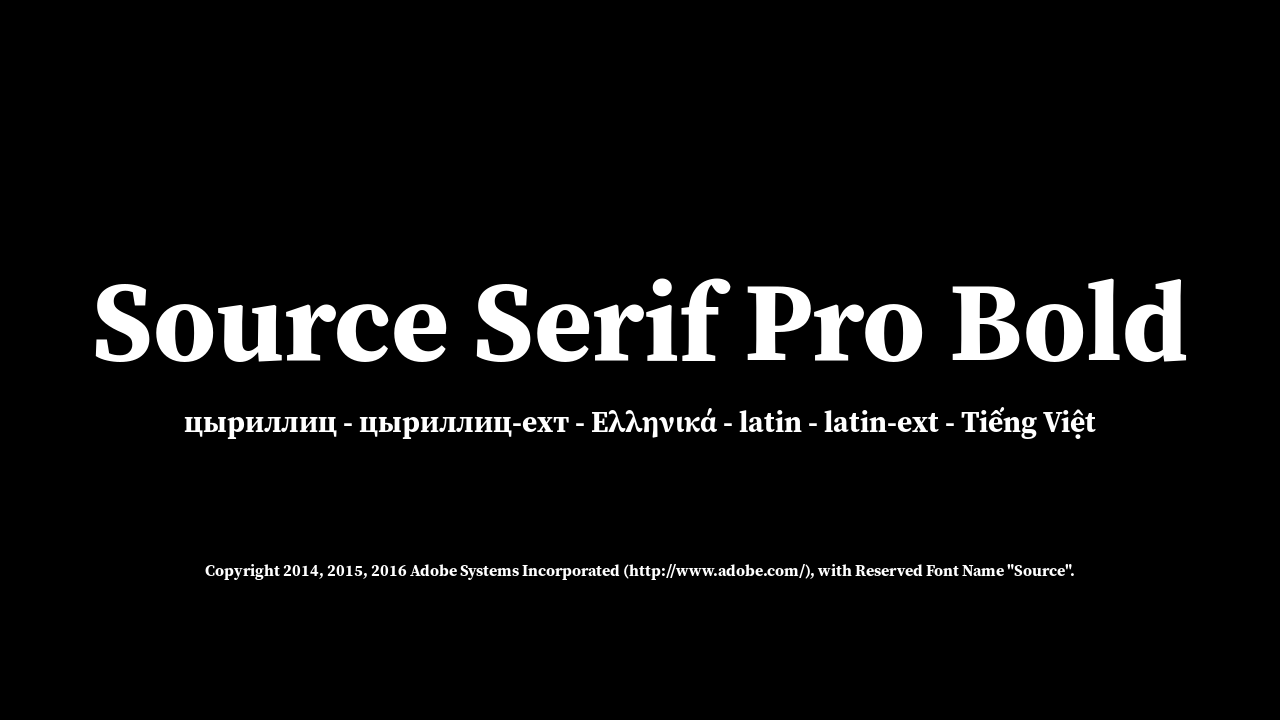 Source Serif Pro Bold
цыриллиц - цыриллиц-ехт - Ελληνικά - latin - latin-ext - Tiếng Việt
Copyright 2014, 2015, 2016 Adobe Systems Incorporated (http://www.adobe.com/), with Reserved Font Name "Source".